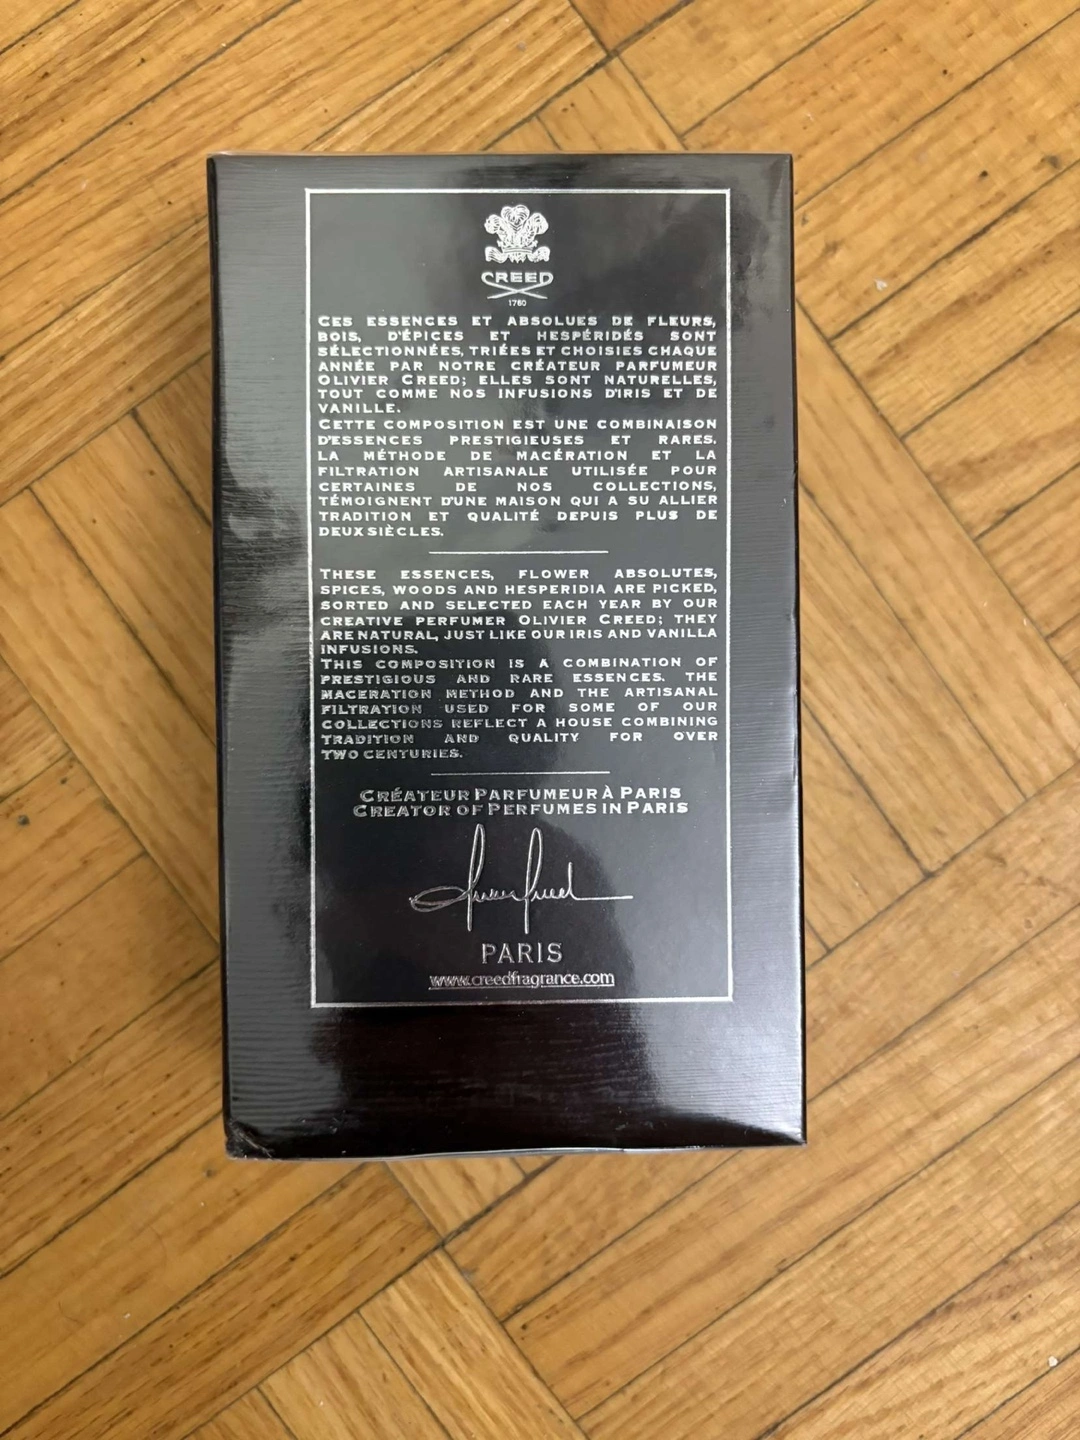 CREED
1760
CES ESSENCES ET ABSOLUES DE FLEURS,
BOIS, D'ÉPICES ET HESPÉRIDÉS SONT
SÉLECTIONNÉES, TRIÉES ET CHOISIES CHAQUE
ANNÉE PAR NOTRE CRÉATEUR PARFUMEUR
OLIVIER CREED; ELLES SONT NATURELLES,
TOUT COMME NOS INFUSIONS D'IRIS ET DE
VANILLE.
CETTE COMPOSITION EST UNE COMBINAISON
D'ESSENCES PRESTIGIEUSES ET RARES.
LA MÉTHODE DE MACÉRATION ET LA
FILTRATION ARTISANALE UTILISÉE POUR
CERTAINES DE NOS COLLECTIONS,
TÉMOIGNENT D'UNE MAISON QUI A SU ALLIER
TRADITION ET QUALITÉ DEPUIS PLUS DE
DEUX SIÈCLES.
THESE ESSENCES, FLOWER ABSOLUTES,
SPICES, WOODS AND HESPERIDIA ARE PICKED,
SORTED AND SELECTED EACH YEAR BY OUR
CREATIVE PERFUMER OLIVIER CREED; THEY
ARE NATURAL, JUST LIKE OUR IRIS AND VANILLA
INFUSIONS.
THIS COMPOSITION IS A COMBINATION OF
PRESTIGIOUS AND RARE ESSENCES. THE
MACERATION METHOD AND THE ARTISANAL
FILTRATION USED FOR SOME OF OUR
COLLECTIONS REFLECT A HOUSE COMBINING
TRADITION AND QUALITY FOR OVER
TWO CENTURIES.
CRÉATEUR PARFUMEUR À PARIS
CREATOR OF PERFUMES IN PARIS
PARIS
www.creedfragrance.com